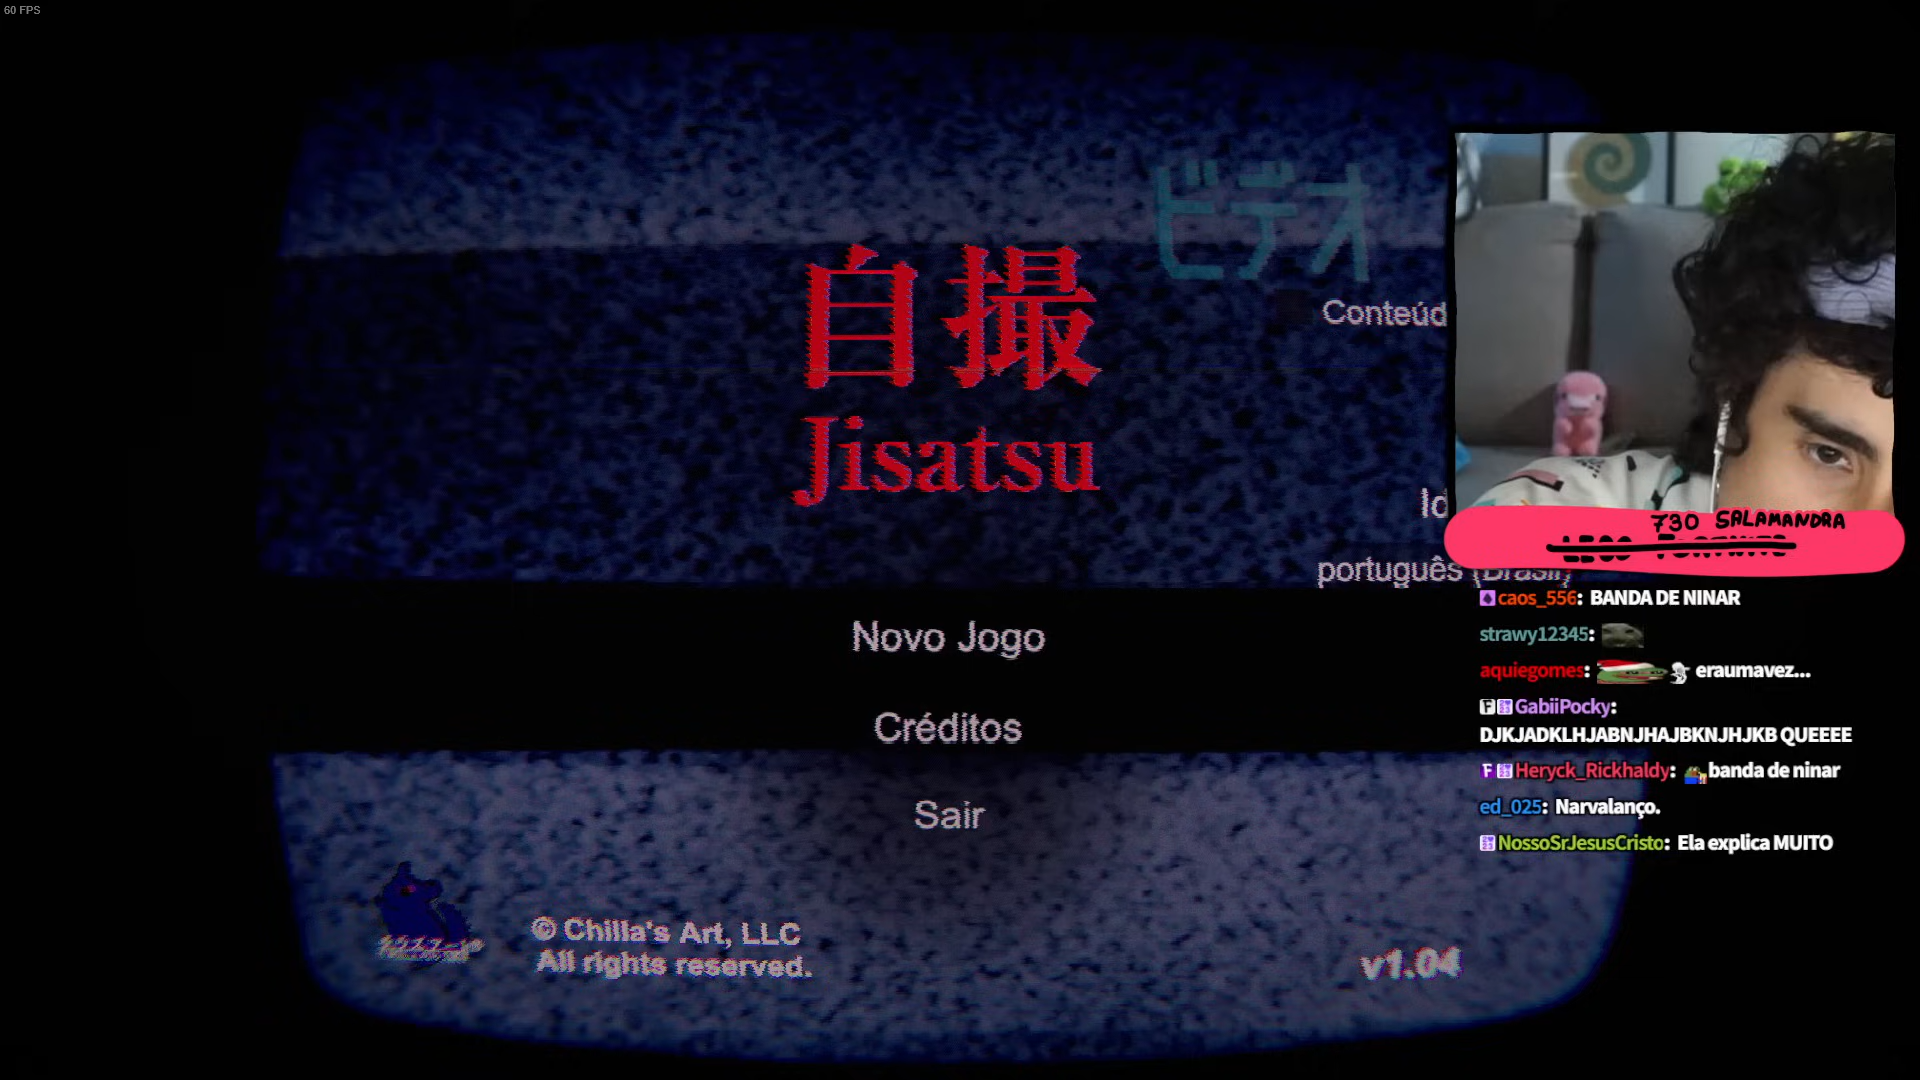 60 FPS
ビデオ
自撮
Conteúd
Jisatsu
Id
português (Brasil)
730 SALAMANDRA
LEGO FORTNITE
Novo Jogo
Créditos
Sair
© Chilla's Art, LLC
All rights reserved.
v1.04
caos_556: BANDA DE NINAR
strawy12345:
aquiegomes: eraumavez...
GabiiPocky:
DJKJADKLHJABNJHAJBKNJHJKB QUEEEE
Heryck_Rickhaldy: banda de ninar
ed_025: Narvalanço.
NossoSrJesusCristo: Ela explica MUITO